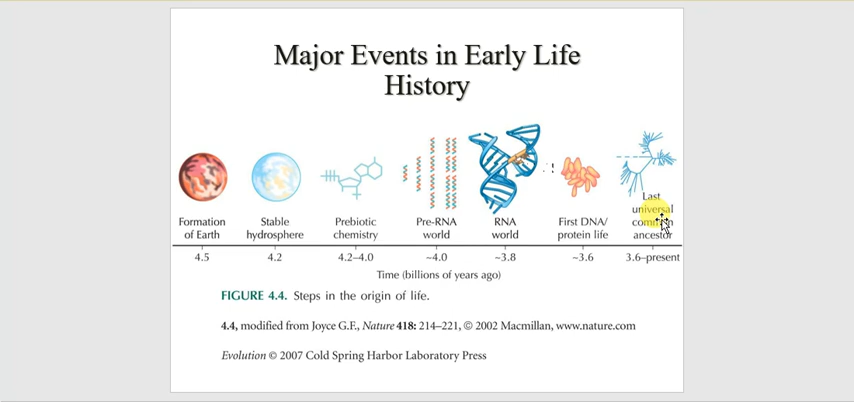 Major Events in Early Life
History
Formation
of Earth
Stable
hydrosphere
Prebiotic
chemistry
Pre-RNA
world
RNA
world
First DNA/
protein life
Last
universal
common
ancestor
4.5
4.2
4.2–4.0
~4.0
~3.8
~3.6
3.6–present
Time (billions of years ago)
FIGURE 4.4. Steps in the origin of life.
4.4, modified from Joyce G.F., Nature 418: 214–221, © 2002 Macmillan, www.nature.com
Evolution © 2007 Cold Spring Harbor Laboratory Press